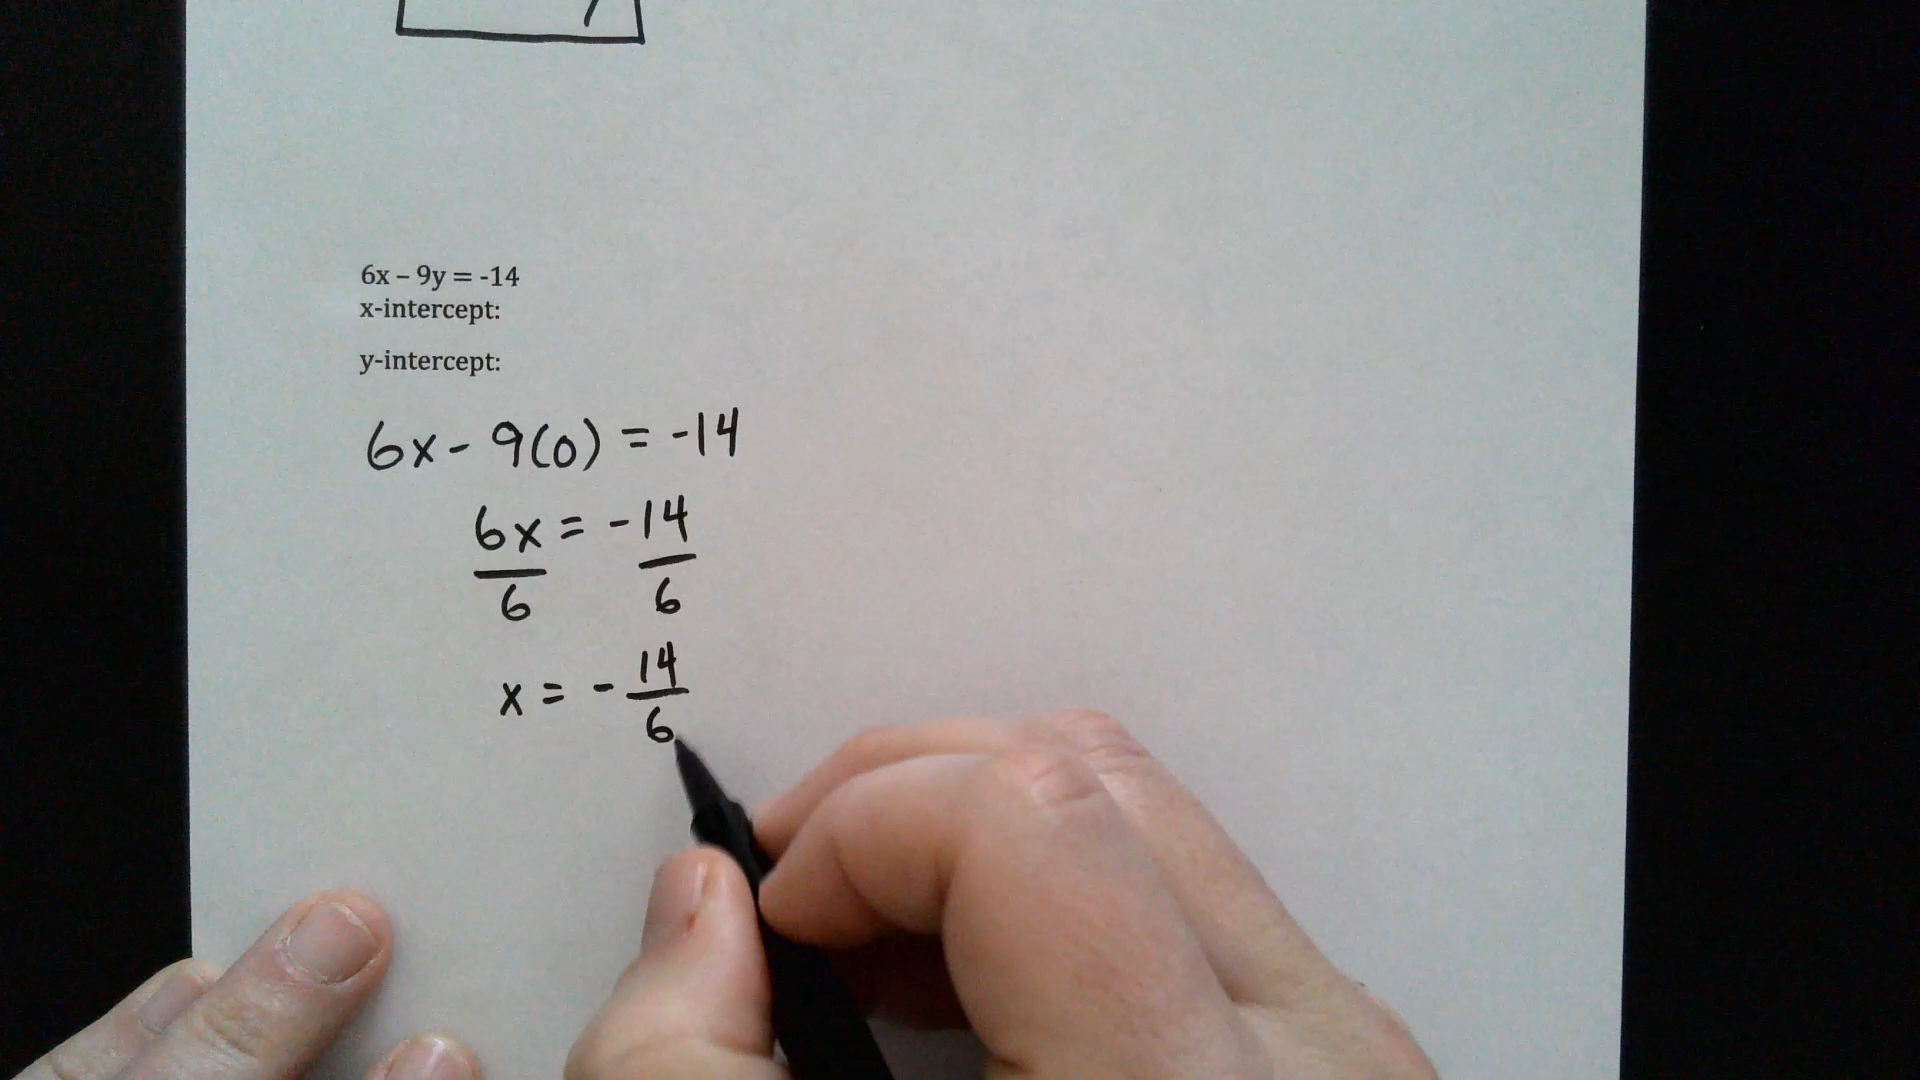 6x – 9y = -14
x-intercept:
y-intercept:
6x - 9(0) = -14
6x = -14
6 6
x = - 14
6